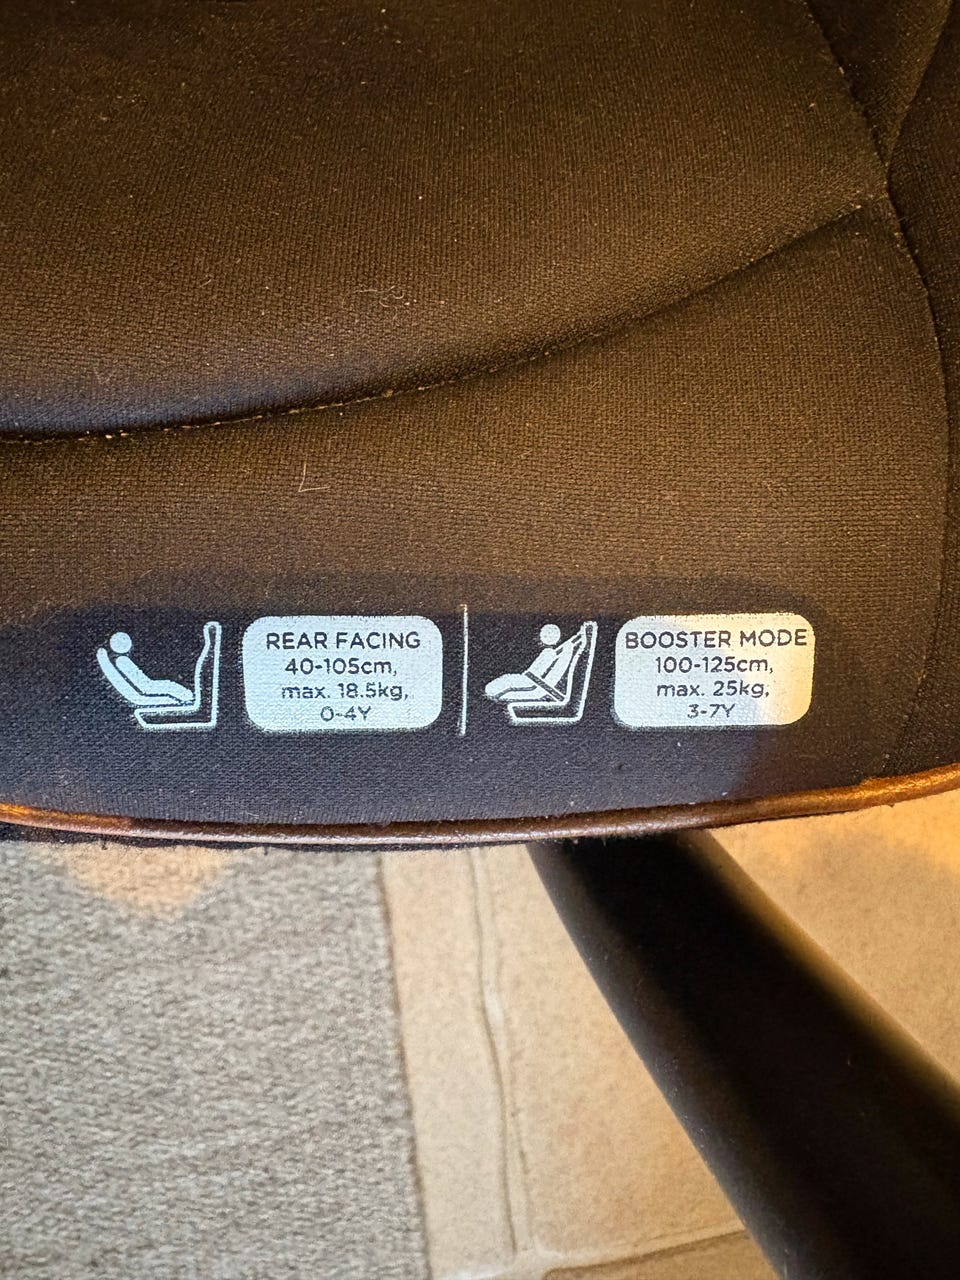 REAR FACING
40-105cm,
max. 18.5kg,
0-4Y
BOOSTER MODE
100-125cm,
max. 25kg,
3-7Y